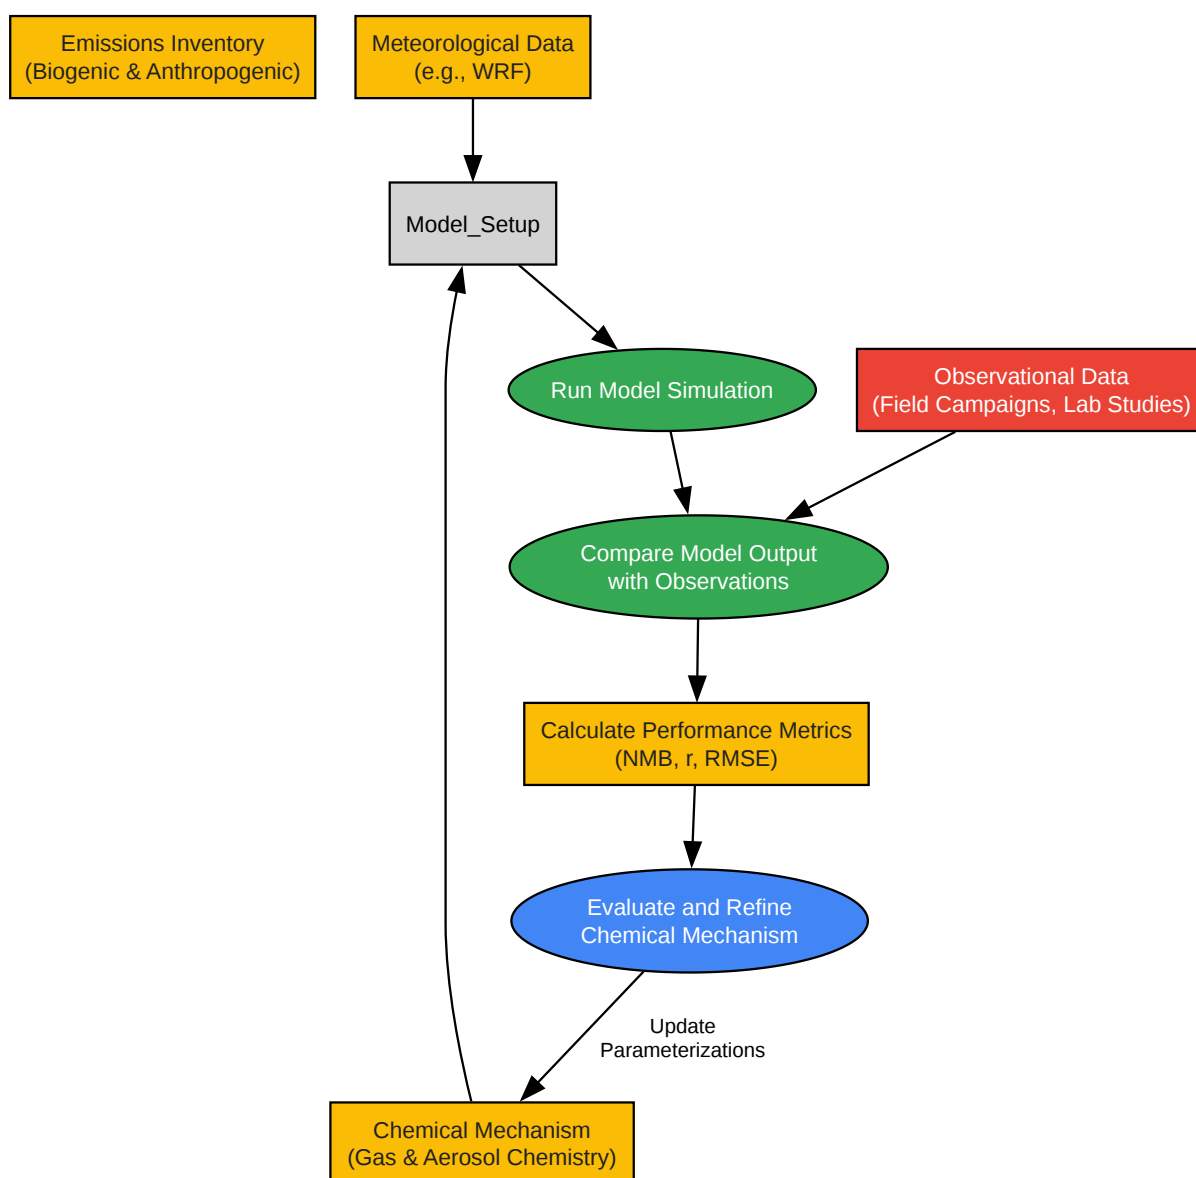 Emissions Inventory
(Biogenic & Anthropogenic)
Meteorological Data
(e.g., WRF)
Model_Setup
Run Model Simulation
Observational Data
(Field Campaigns, Lab Studies)
Compare Model Output
with Observations
Calculate Performance Metrics
(NMB, r, RMSE)
Evaluate and Refine
Chemical Mechanism
Update
Parameterizations
Chemical Mechanism
(Gas & Aerosol Chemistry)